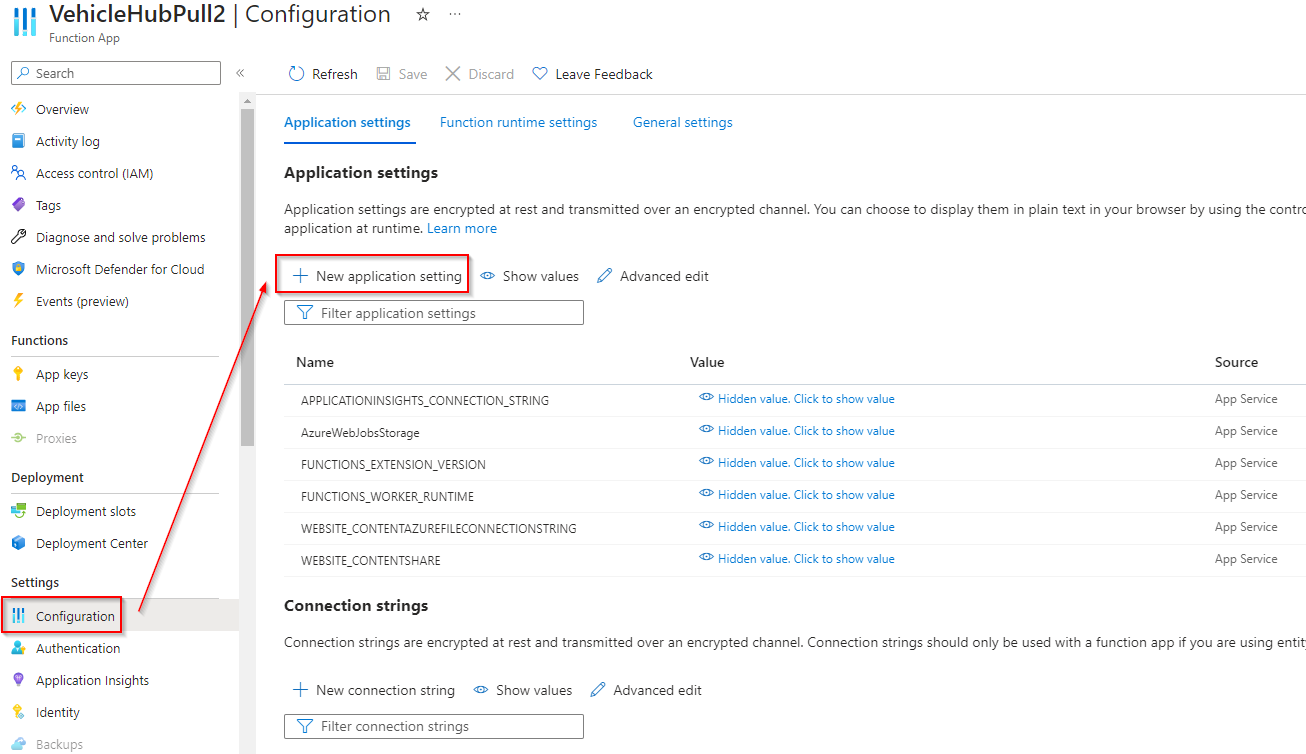 VehicleHubPull2 | Configuration
Function App
Search
Overview
Activity log
Access control (IAM)
Tags
Diagnose and solve problems
Microsoft Defender for Cloud
Events (preview)
Functions
App keys
App files
Proxies
Deployment
Deployment slots
Deployment Center
Settings
Configuration
Authentication
Application Insights
Identity
Backups
Refresh Save Discard Leave Feedback
Application settings Function runtime settings General settings
Application settings
Application settings are encrypted at rest and transmitted over an encrypted channel. You can choose to display them in plain text in your browser by using the contro
application at runtime. Learn more
New application setting Show values Advanced edit
Filter application settings
Name Value Source
APPLICATIONINSIGHTS_CONNECTION_STRING Hidden value. Click to show value App Service
AzureWebJobsStorage Hidden value. Click to show value App Service
FUNCTIONS_EXTENSION_VERSION Hidden value. Click to show value App Service
FUNCTIONS_WORKER_RUNTIME Hidden value. Click to show value App Service
WEBSITE_CONTENTAZUREFILECONNECTIONSTRING Hidden value. Click to show value App Service
WEBSITE_CONTENTSHARE Hidden value. Click to show value App Service
Connection strings
Connection strings are encrypted at rest and transmitted over an encrypted channel. Connection strings should only be used with a function app if you are using entity
New connection string Show values Advanced edit
Filter connection strings